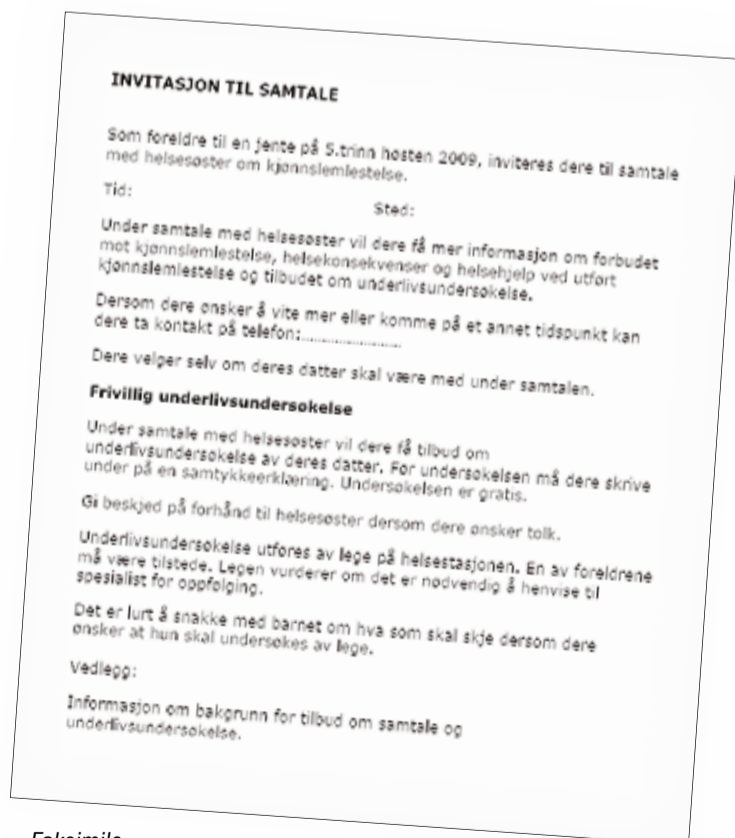 INVITASJON TIL SAMTALE
Som foreldre til en jente på 5.trinn høsten 2009, inviteres dere til samtale
med helsesøster om kjønnslemlestelse.
Tid: Sted:
Under samtale med helsesøster vil dere få mer informasjon om forbudet
mot kjønnslemlestelse, helsekonsekvenser og helsehjelp ved utført
kjønnslemlestelse og tilbudet om underlivsundersøkelse.
Dersom dere ønsker å vite mer eller komme på et annet tidspunkt kan
dere ta kontakt på telefon:........................
Dere velger selv om deres datter skal være med under samtalen.
Frivillig underlivsundersøkelse
Under samtale med helsesøster vil dere få tilbud om
underlivsundersøkelse av deres datter. Før undersøkelsen må dere skrive
under på en samtykkeerklæring. Undersøkelsen er gratis.
Gi beskjed på forhånd til helsesøster dersom dere ønsker tolk.
Underlivsundersøkelse utføres av lege på helsestasjonen. En av foreldrene
må være tilstede. Legen vurderer om det er nødvendig å henvise til
spesialist for oppfølging.
Det er lurt å snakke med barnet om hva som skal skje dersom dere
ønsker at hun skal undersøkes av lege.
Vedlegg:
Informasjon om bakgrunn for tilbud om samtale og
underlivsundersøkelse.
Faksimile